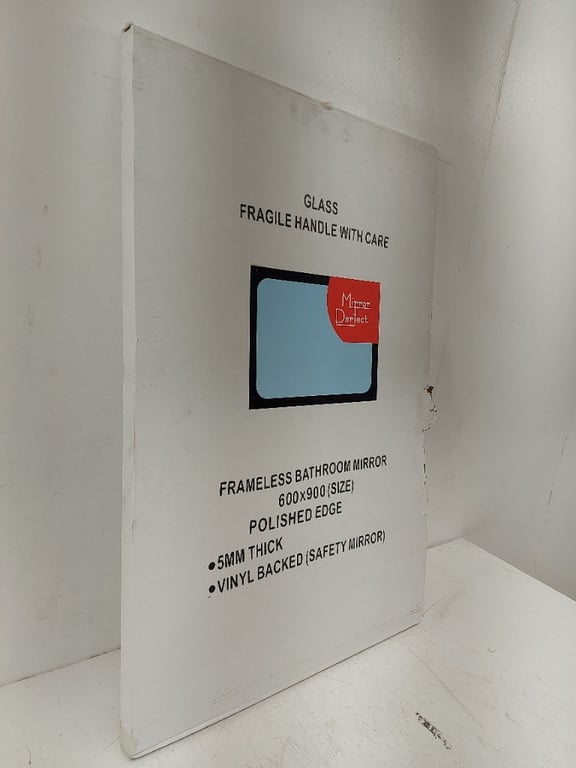 GLASS
FRAGILE HANDLE WITH CARE
Mirror
Perfect
FRAMELESS BATHROOM MIRROR
600x900 (SIZE)
POLISHED EDGE
•5MM THICK
•VINYL BACKED (SAFETY MIRROR)